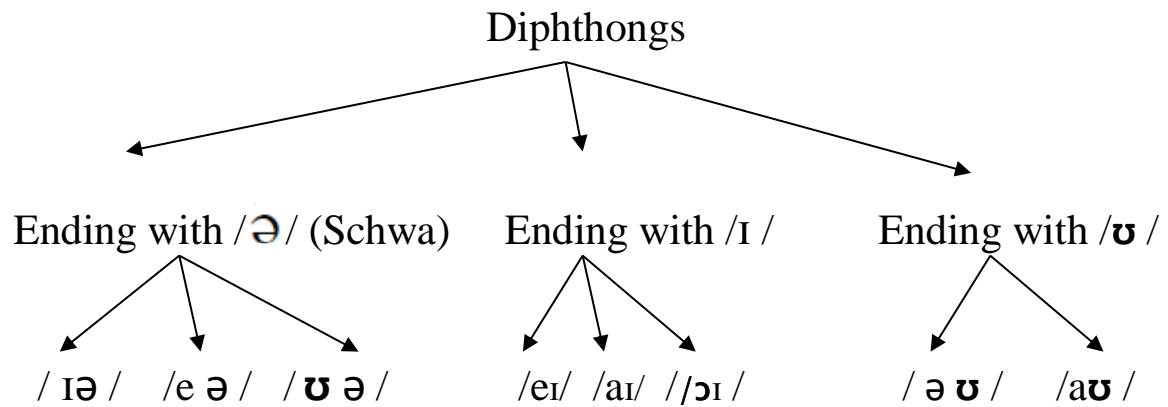 Diphthongs
Ending with /ə/ (Schwa) Ending with /ɪ / Ending with /ʊ /
/ ɪə / /e ə / / ʊ ə / /eɪ/ /aɪ/ //ɔɪ / / ə ʊ / /aʊ /